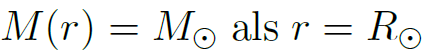 M(r) = M⊙ als r = R⊙